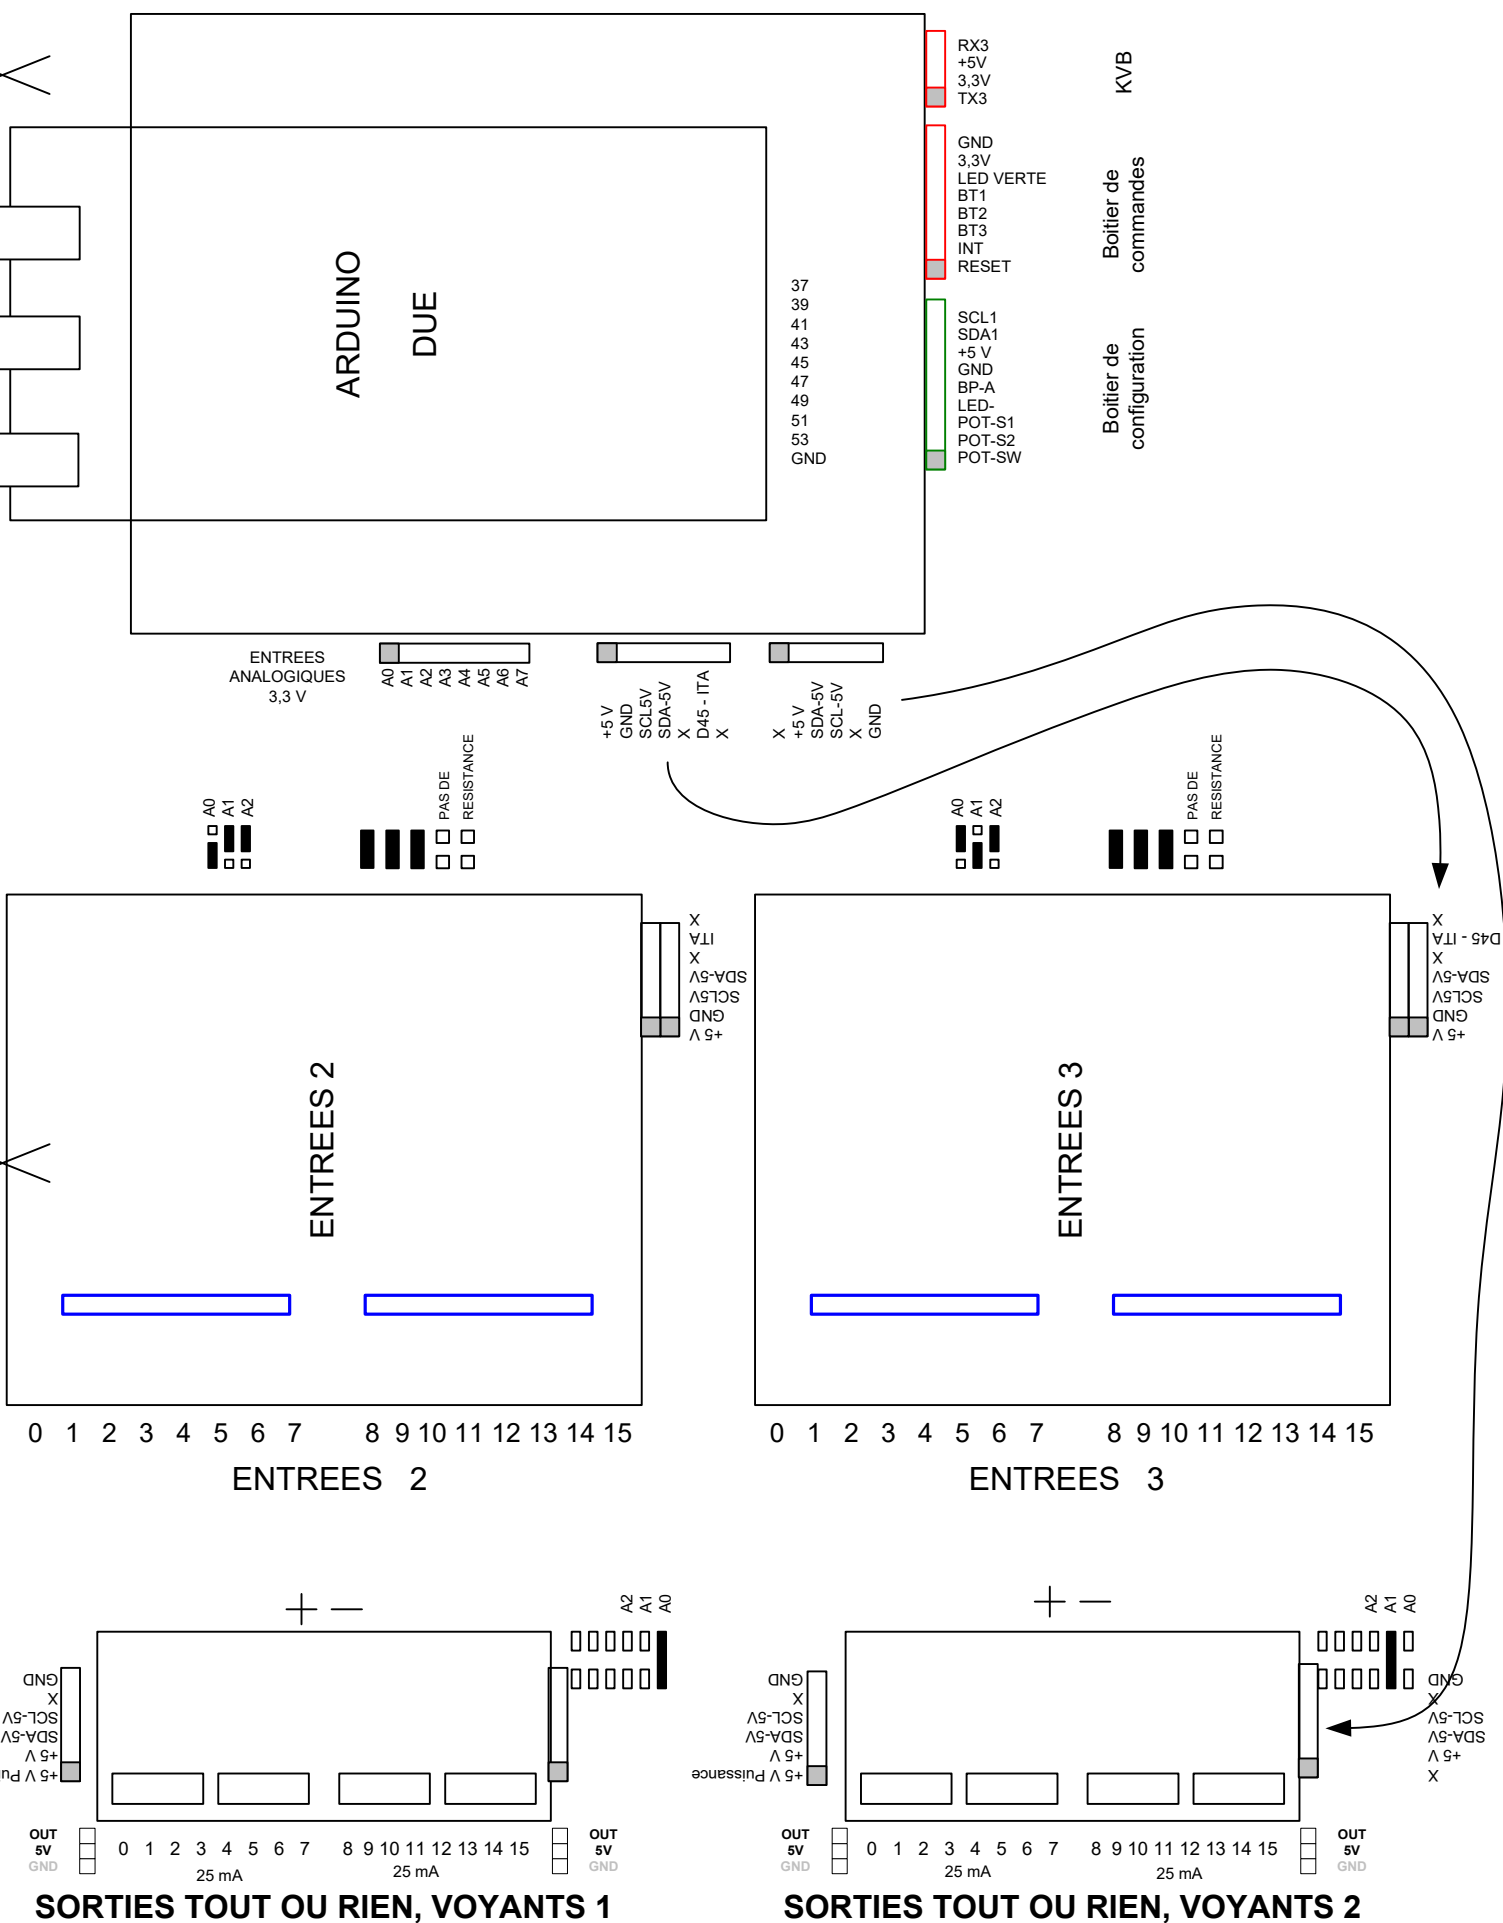 RX3
+5V
3,3V
TX3
KVB
GND
3,3V
LED VERTE
BT1
BT2
BT3
INT
RESET
Boitier de
commandes
ARDUINO
DUE
37
39
41
43
45
47
49
51
53
GND
SCL1
SDA1
+5 V
GND
BP-A
LED-
POT-S1
POT-S2
POT-SW
Boitier de
configuration
ENTREES
ANALOGIQUES
3,3 V
A0
A1
A2
A3
A4
A5
A6
A7
+5 V
GND
SCL5V
SDA-5V
X
D45 - ITA
X
X
+5 V
SDA-5V
SCL-5V
X
GND
A0
A1
A2
PAS DE
RESISTANCE
A0
A1
A2
PAS DE
RESISTANCE
X
ITA
X
SDA-5V
SCL5V
GND
+5 V
X
D45 - ITA
X
SDA-5V
SCL5V
GND
+5 V
ENTREES 2
ENTREES 3
0 1 2 3 4 5 6 7 8 9 10 11 12 13 14 15
ENTREES 2
0 1 2 3 4 5 6 7 8 9 10 11 12 13 14 15
ENTREES 3
A2
A1
A0
A2
A1
A0
GND
X
SCL-5V
SDA-5V
+5 V
+5 V Pui
GND
X
SCL-5V
SDA-5V
+5 V
+5 V Puissance
GND
X
SCL-5V
SDA-5V
+5 V
X
OUT
5V
GND
0 1 2 3 4 5 6 7 8 9 10 11 12 13 14 15
25 mA
25 mA
OUT
5V
GND
OUT
5V
GND
0 1 2 3 4 5 6 7 8 9 10 11 12 13 14 15
25 mA
25 mA
OUT
5V
GND
SORTIES TOUT OU RIEN, VOYANTS 1
SORTIES TOUT OU RIEN, VOYANTS 2